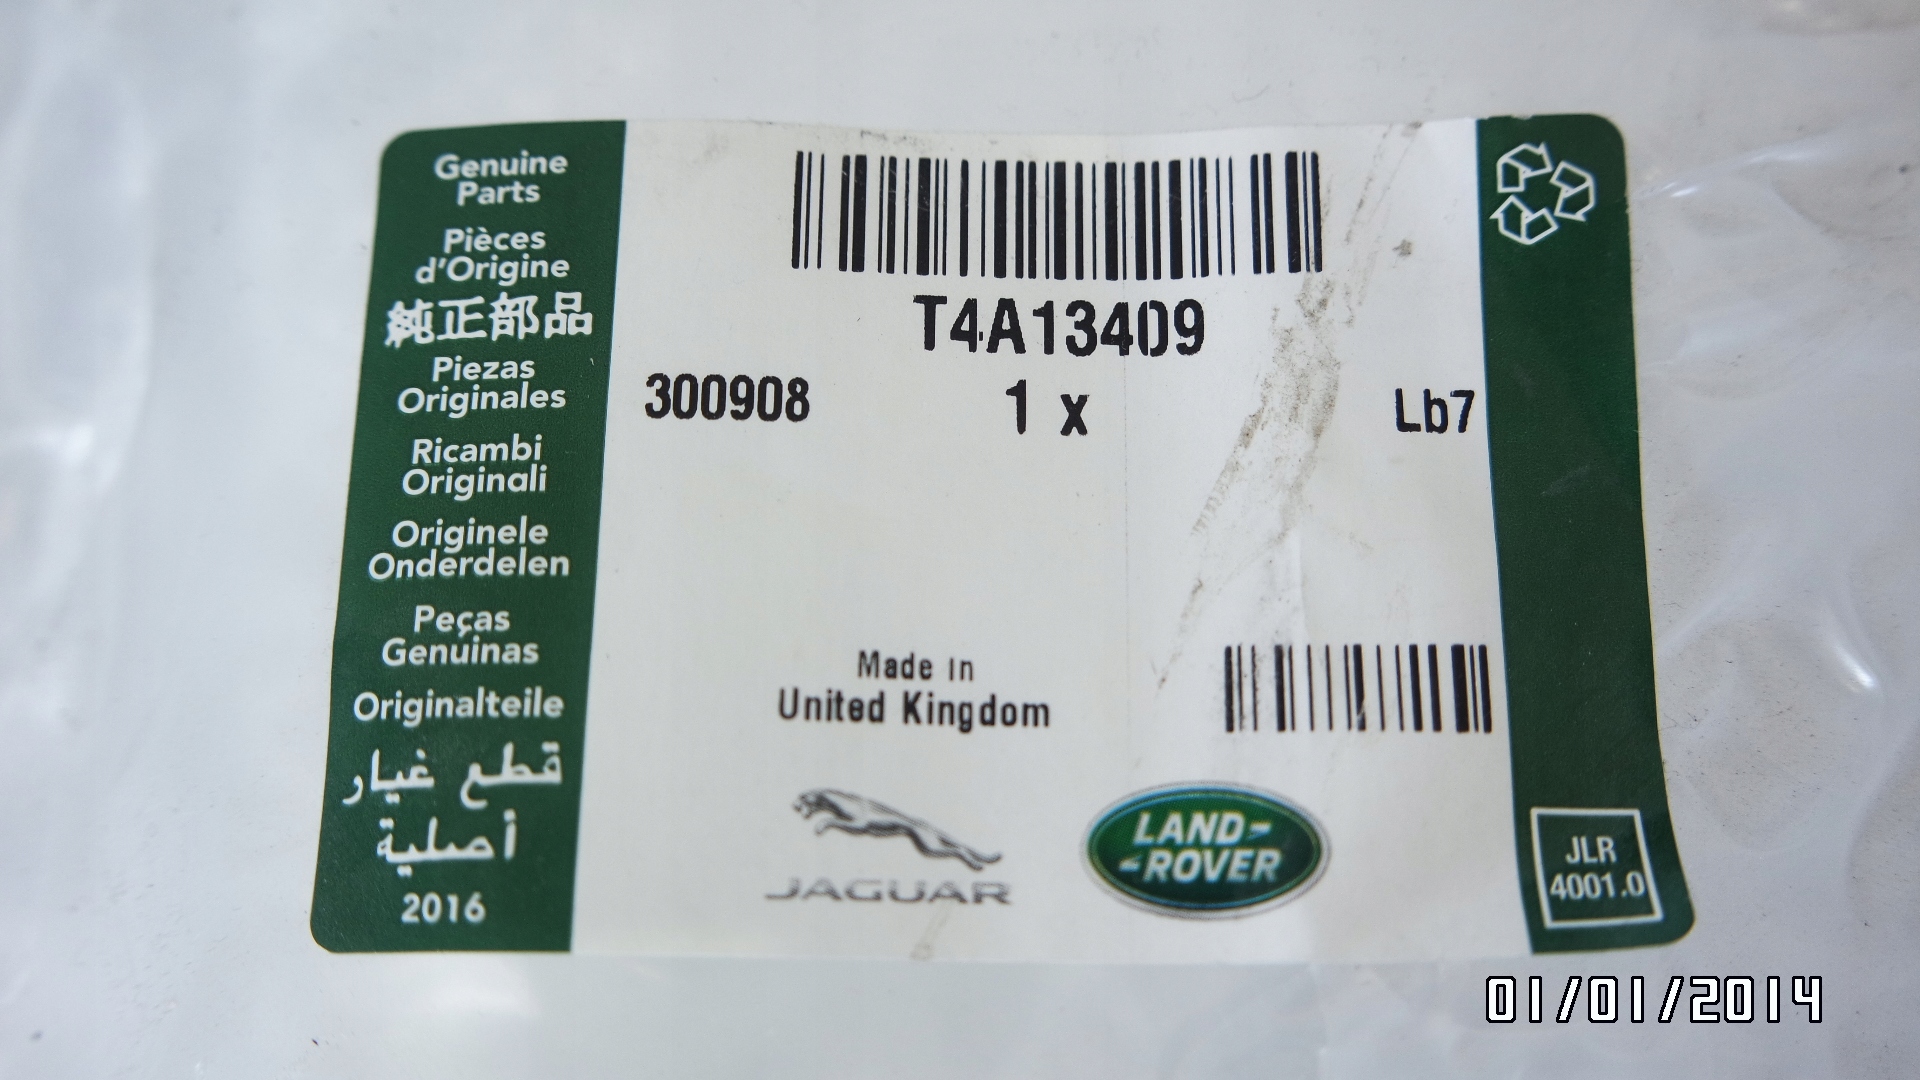 Genuine
Parts
Pièces
d'Origine
純正部品
Piezas
Originales
Ricambi
Originali
Originele
Onderdelen
Peças
Genuinas
Originalteile
قطع غيار
أصلية
2016
T4A13409
300908 1 x Lb7
Made in
United Kingdom
JAGUAR
LAND-
-ROVER
JLR
4001.0
01/01/2014